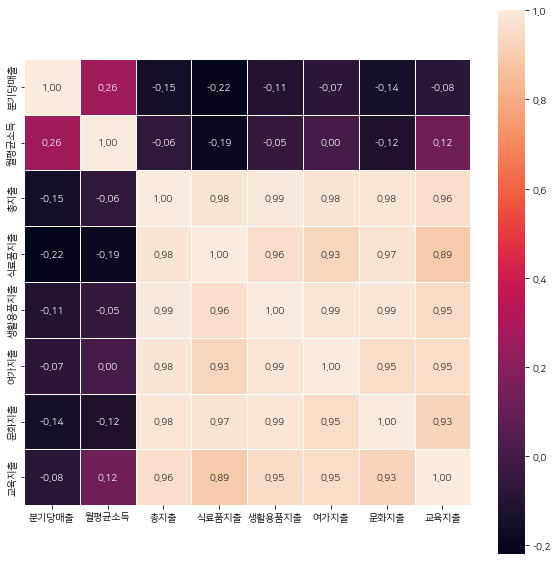 분기당매출 1.00 0.26 -0.15 -0.22 -0.11 -0.07 -0.14 -0.08
월평균소득 0.26 1.00 -0.06 -0.19 -0.05 0.00 -0.12 0.12
총지출 -0.15 -0.06 1.00 0.98 0.99 0.98 0.98 0.96
식료품지출 -0.22 -0.19 0.98 1.00 0.96 0.93 0.97 0.89
생활용품지출 -0.11 -0.05 0.99 0.96 1.00 0.99 0.99 0.95
여가지출 -0.07 0.00 0.98 0.93 0.99 1.00 0.95 0.95
문화지출 -0.14 -0.12 0.98 0.97 0.99 0.95 1.00 0.93
교육지출 -0.08 0.12 0.96 0.89 0.95 0.95 0.93 1.00
분기당매출 월평균소득 총지출 식료품지출 생활용품지출 여가지출 문화지출 교육지출
1.0
0.8
0.6
0.4
0.2
0.0
-0.2